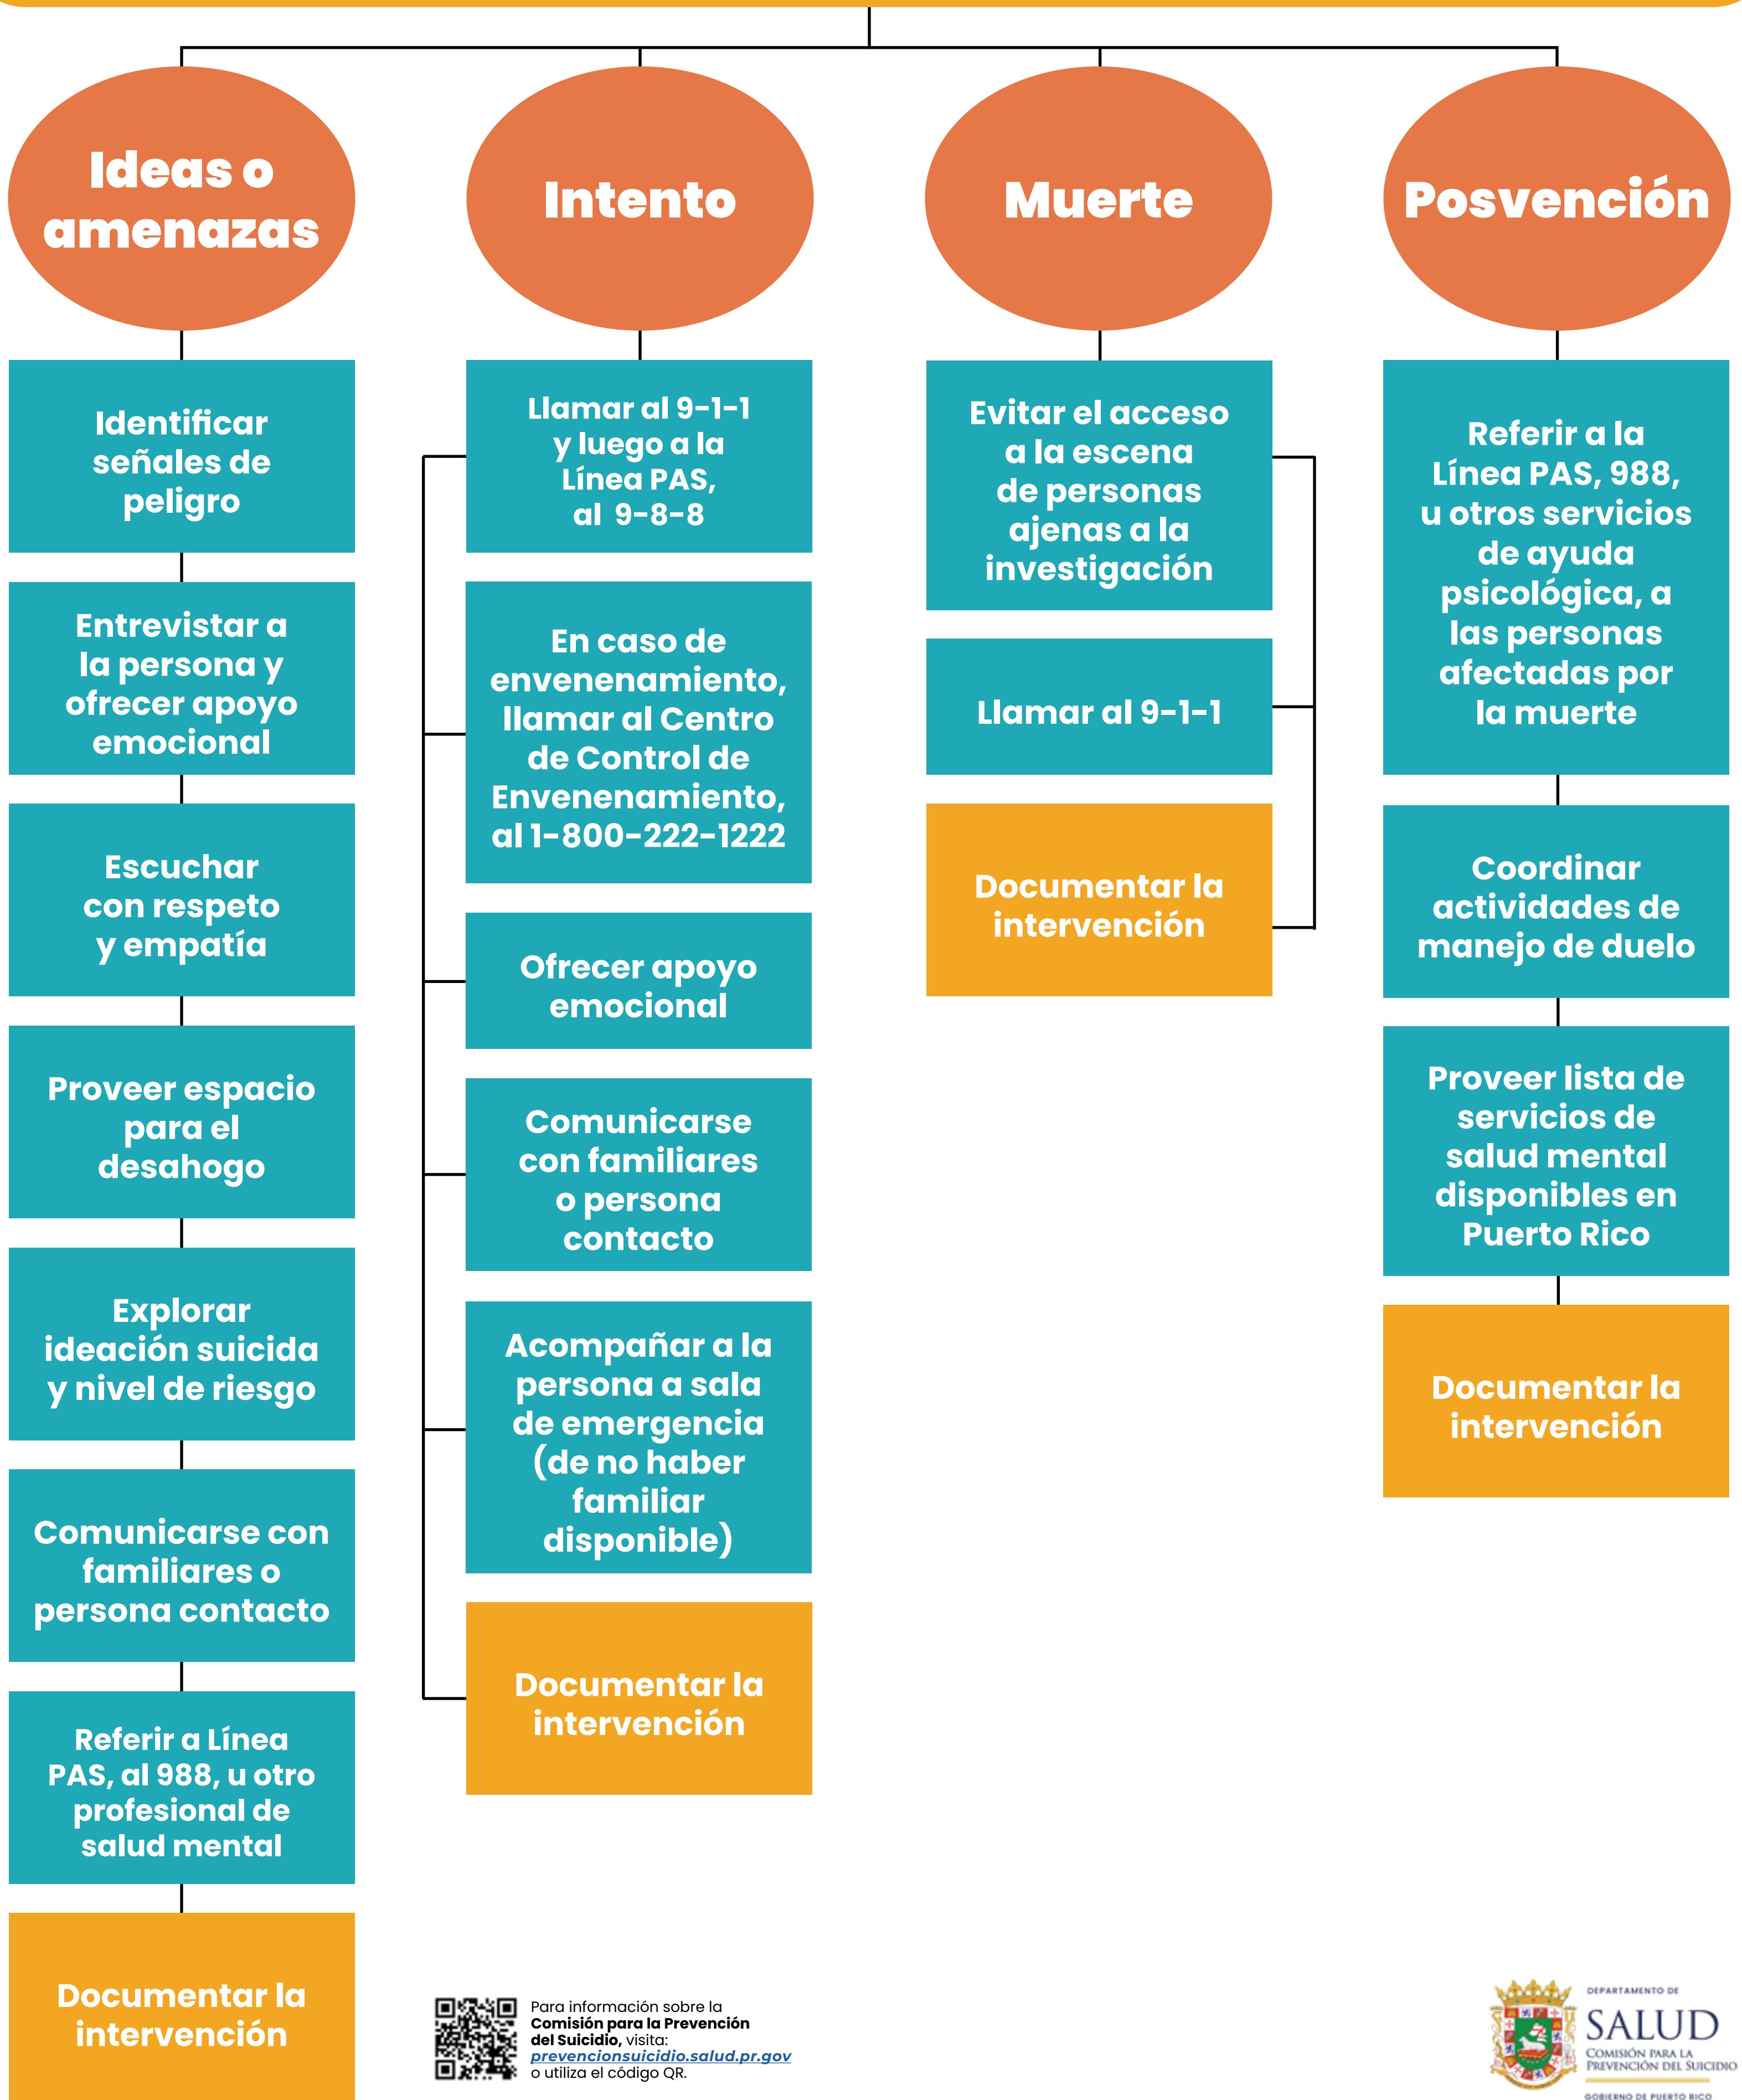 Ideas o
amenazas
Identificar
señales de
peligro
Entrevistar a
la persona y
ofrecer apoyo
emocional
Escuchar
con respeto
y empatía
Proveer espacio
para el
desahogo
Explorar
ideación suicida
y nivel de riesgo
Comunicarse con
familiares o
persona contacto
Referir a Línea
PAS, al 988, u otro
profesional de
salud mental
Documentar la
intervención
Intento
Llamar al 9-1-1
y luego a la
Línea PAS,
al 9-8-8
En caso de
envenenamiento,
llamar al Centro
de Control de
Envenenamiento,
al 1-800-222-1222
Ofrecer apoyo
emocional
Comunicarse
con familiares
o persona
contacto
Acompañar a la
persona a sala
de emergencia
(de no haber
familiar
disponible)
Documentar la
intervención
Muerte
Evitar el acceso
a la escena
de personas
ajenas a la
investigación
Llamar al 9-1-1
Documentar la
intervención
Posvención
Referir a la
Línea PAS, 988,
u otros servicios
de ayuda
psicológica, a
las personas
afectadas por
la muerte
Coordinar
actividades de
manejo de duelo
Proveer lista de
servicios de
salud mental
disponibles en
Puerto Rico
Documentar la
intervención
Para información sobre la
Comisión para la Prevención
del Suicidio, visita:
prevencionsuicidio.salud.pr.gov
o utiliza el código QR.
DEPARTAMENTO DE
SALUD
COMISIÓN PARA LA
PREVENCIÓN DEL SUICIDIO
GOBIERNO DE PUERTO RICO